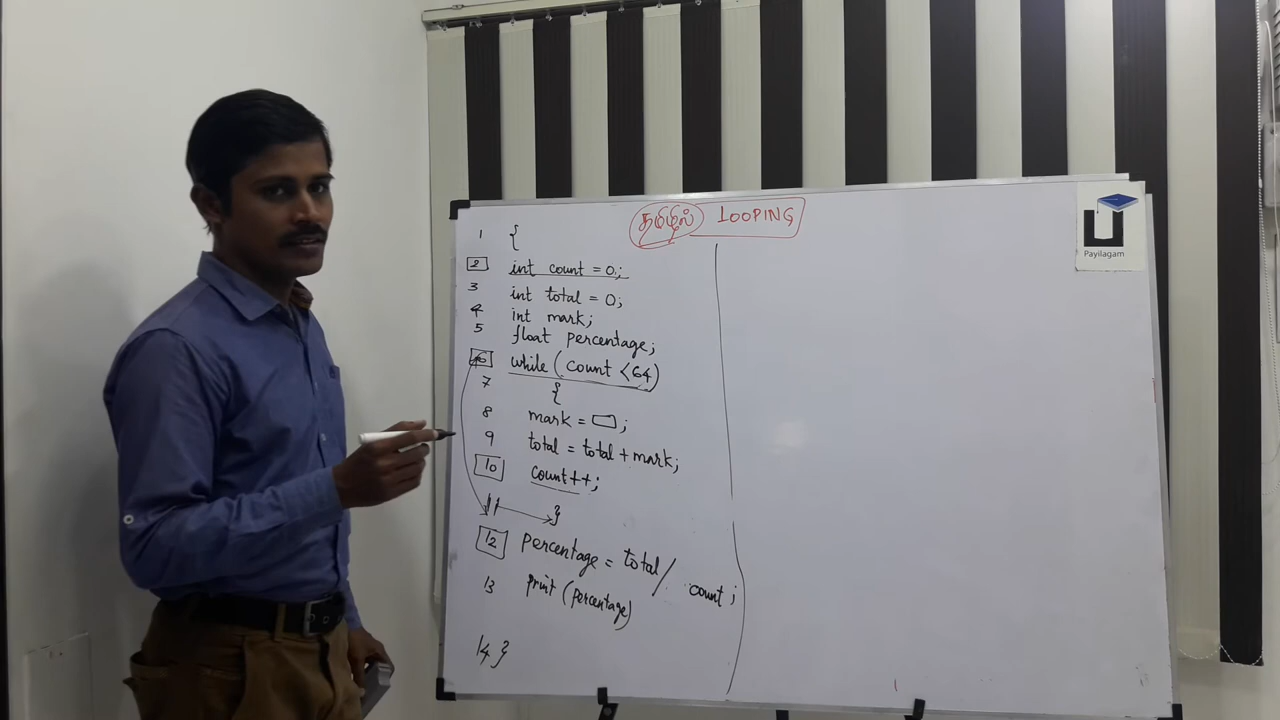 தமிழில் LOOPING
1 {
2 int count = 0;
3 int total = 0;
4 int mark;
5 float percentage;
6 while (count <64)
7 {
8 mark = ;
9 total = total + mark;
10 count++;
11 }
12 percentage = total / count;
13 print (percentage)
14 }
Payilagam